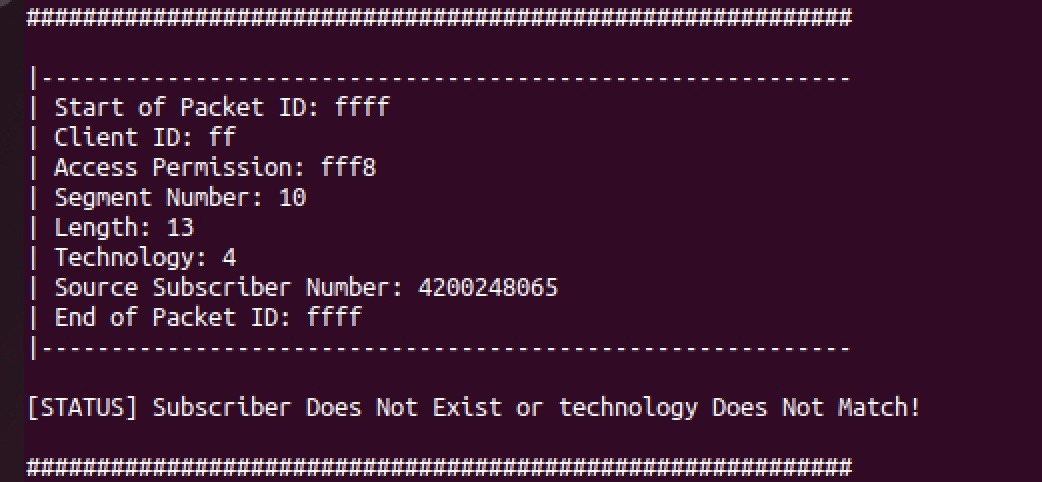 ###########################################################
|----------------------------------------------------------
| Start of Packet ID: ffff
| Client ID: ff
| Access Permission: fff8
| Segment Number: 10
| Length: 13
| Technology: 4
| Source Subscriber Number: 4200248065
| End of Packet ID: ffff
|----------------------------------------------------------
[STATUS] Subscriber Does Not Exist or technology Does Not Match!
###########################################################